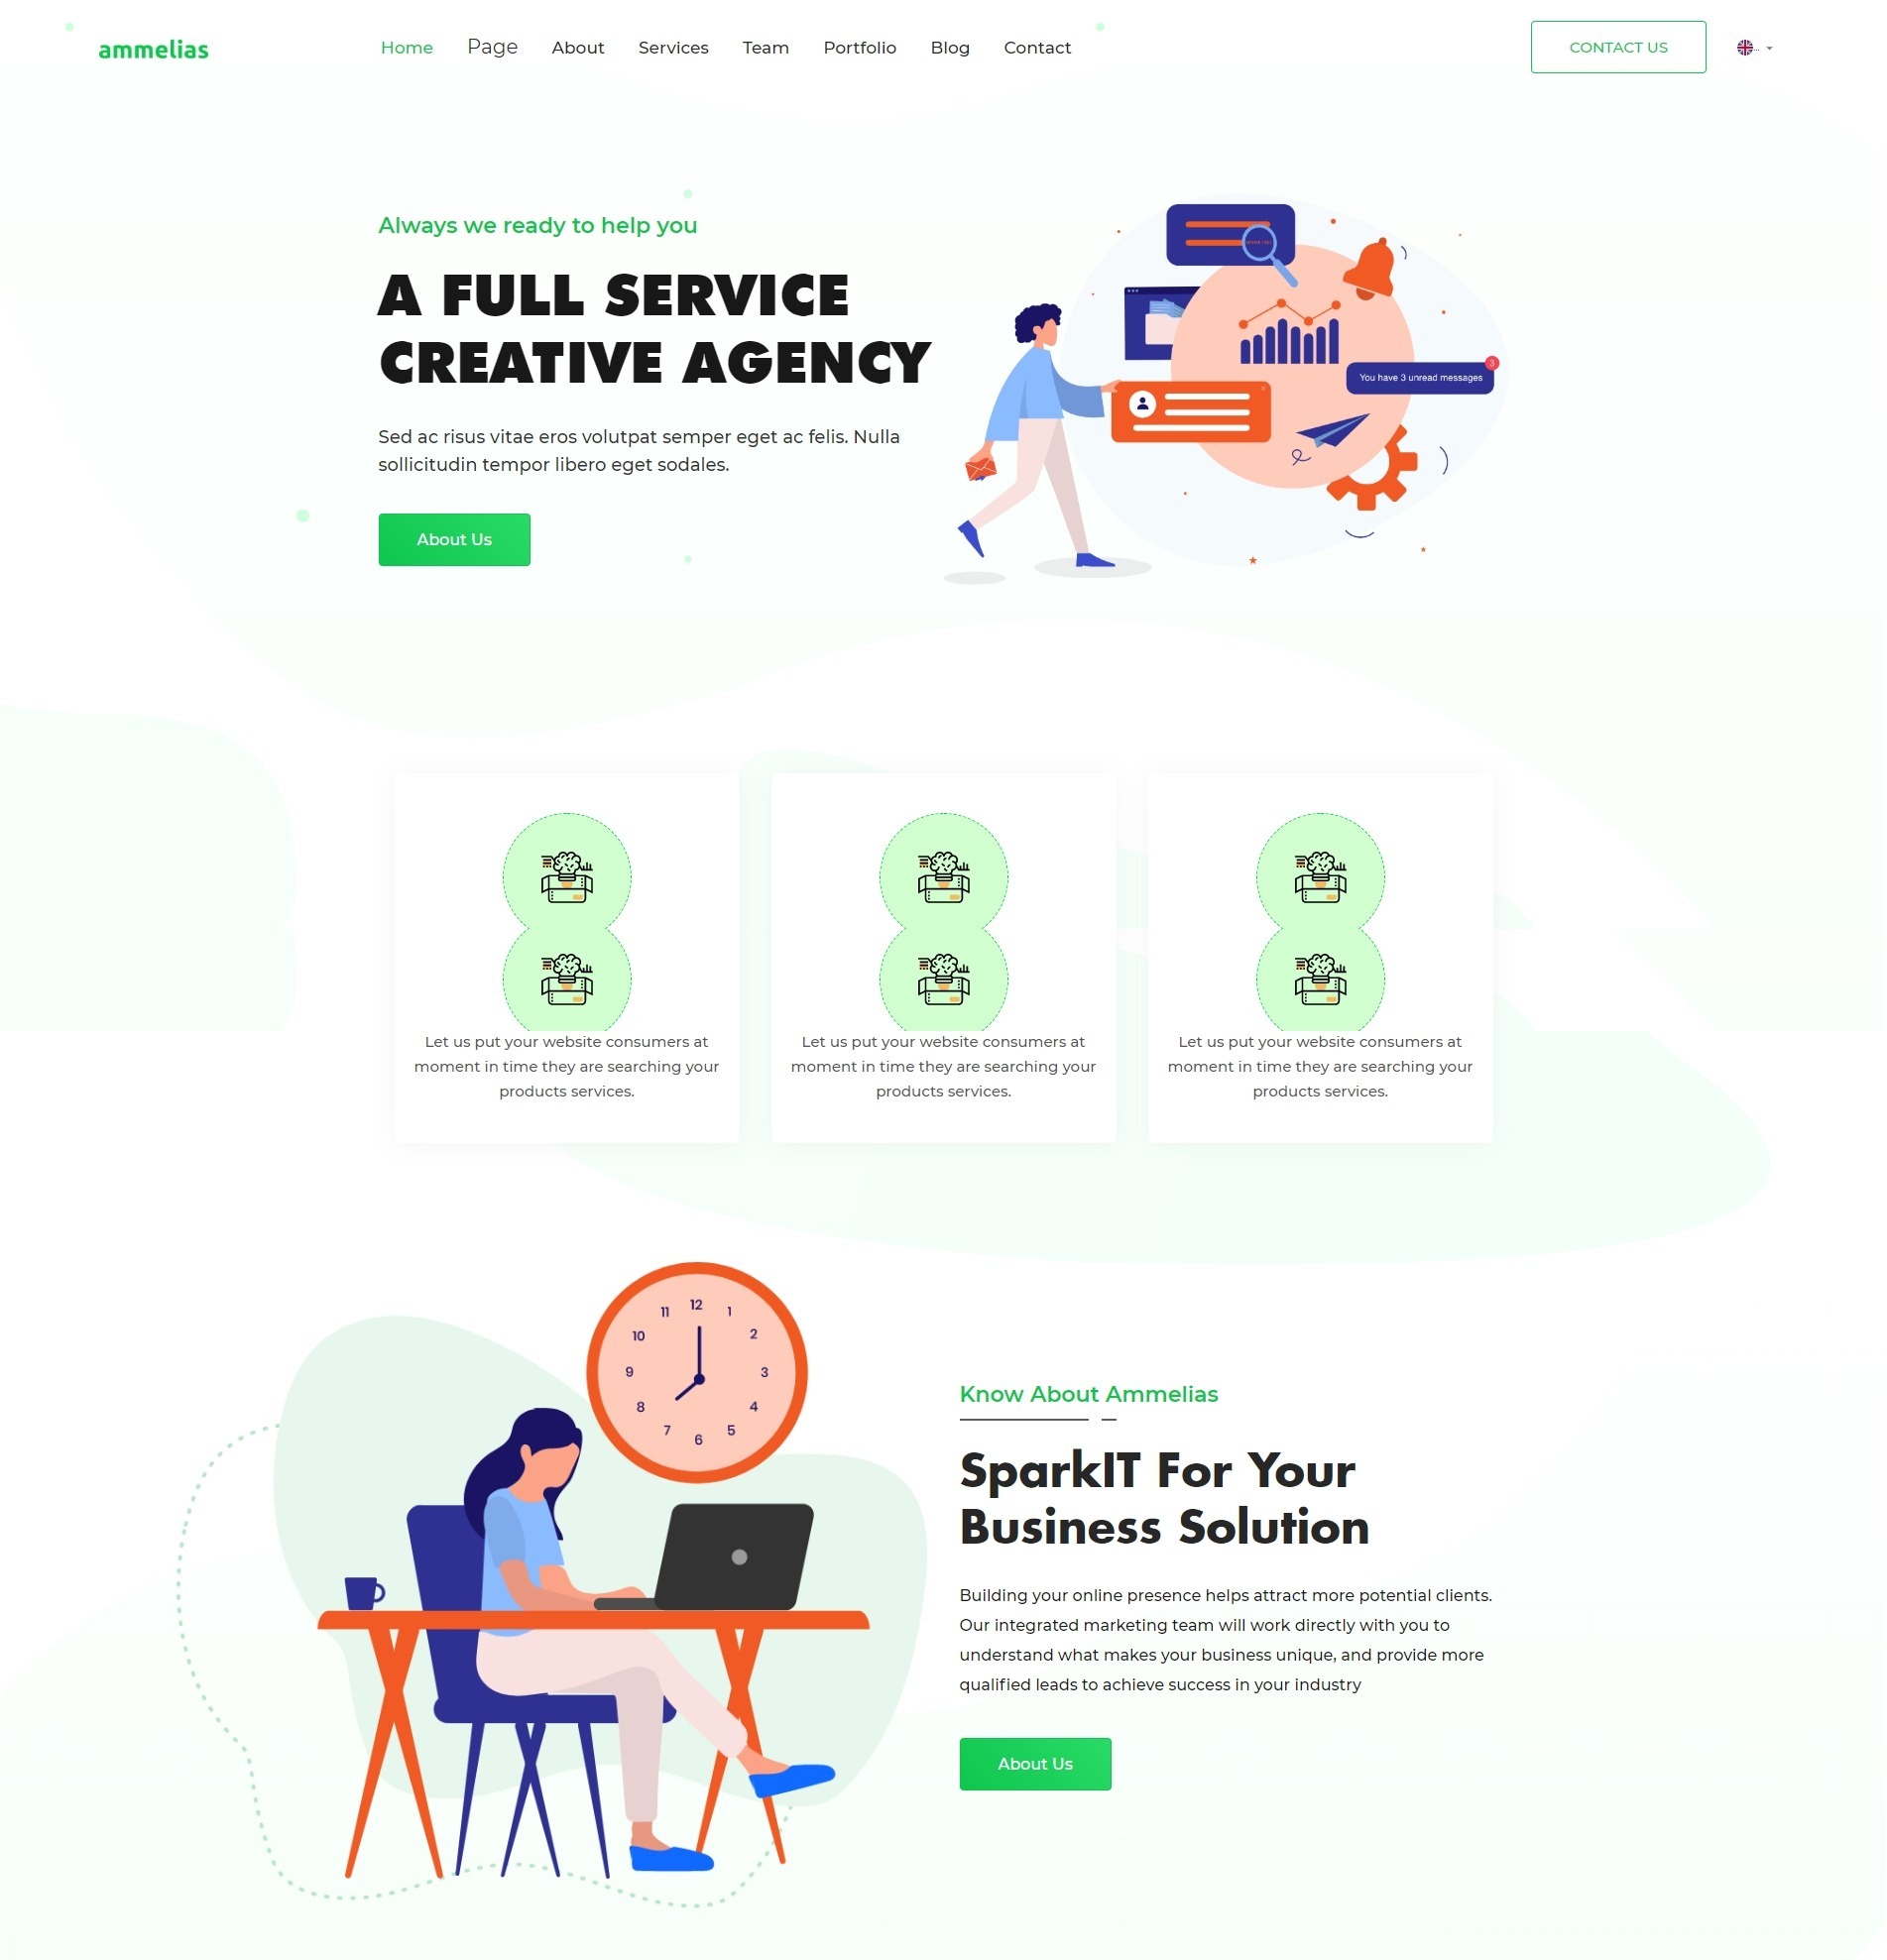 ammelias
Home Page About Services Team Portfolio Blog Contact
CONTACT US
Always we ready to help you
A FULL SERVICE
CREATIVE AGENCY
Sed ac risus vitae eros volutpat semper eget ac felis. Nulla
sollicitudin tempor libero eget sodales.
About Us
You have 3 unread messages
3
Let us put your website consumers at
moment in time they are searching your
products services.
Let us put your website consumers at
moment in time they are searching your
products services.
Let us put your website consumers at
moment in time they are searching your
products services.
12
1
2
3
4
5
6
7
8
9
10
11
Know About Ammelias
SparkIT For Your
Business Solution
Building your online presence helps attract more potential clients.
Our integrated marketing team will work directly with you to
understand what makes your business unique, and provide more
qualified leads to achieve success in your industry
About Us